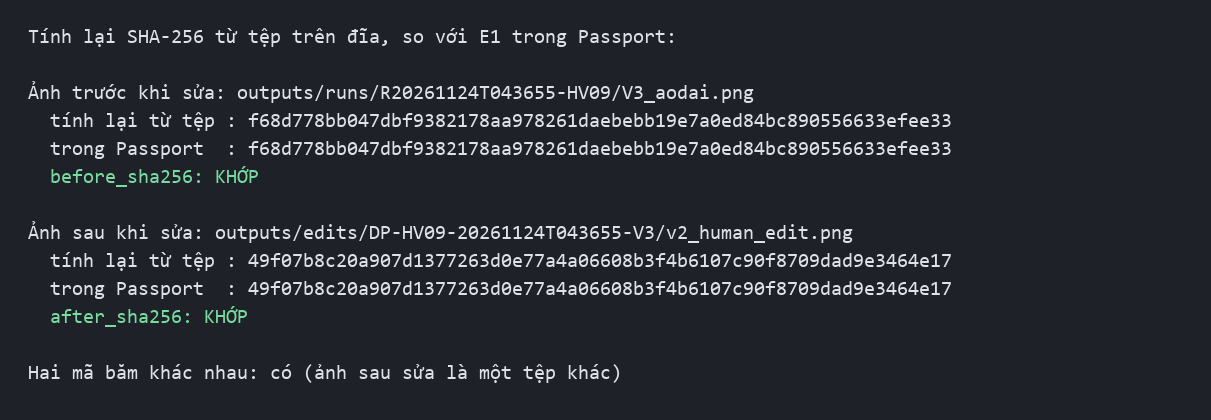 Tính lại SHA-256 từ tệp trên đĩa, so với E1 trong Passport:
Ảnh trước khi sửa: outputs/runs/R20261124T043655-HV09/V3_aodai.png
tính lại từ tệp : f68d778bb047dbf9382178aa978261daebebb19e7a0ed84bc890556633efee33
trong Passport : f68d778bb047dbf9382178aa978261daebebb19e7a0ed84bc890556633efee33
before_sha256: KHỚP
Ảnh sau khi sửa: outputs/edits/DP-HV09-20261124T043655-V3/v2_human_edit.png
tính lại từ tệp : 49f07b8c20a907d1377263d0e77a4a06608b3f4b6107c90f8709dad9e3464e17
trong Passport : 49f07b8c20a907d1377263d0e77a4a06608b3f4b6107c90f8709dad9e3464e17
after_sha256: KHỚP
Hai mã băm khác nhau: có (ảnh sau sửa là một tệp khác)